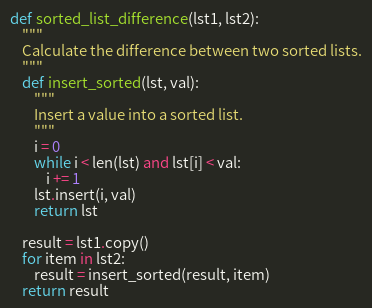 def sorted_list_difference(lst1, lst2):
    """
    Calculate the difference between two sorted lists.
    """
    def insert_sorted(lst, val):
        """
        Insert a value into a sorted list.
        """
        i = 0
        while i < len(lst) and lst[i] < val:
            i += 1
        lst.insert(i, val)
        return lst

    result = lst1.copy()
    for item in lst2:
        result = insert_sorted(result, item)
    return result